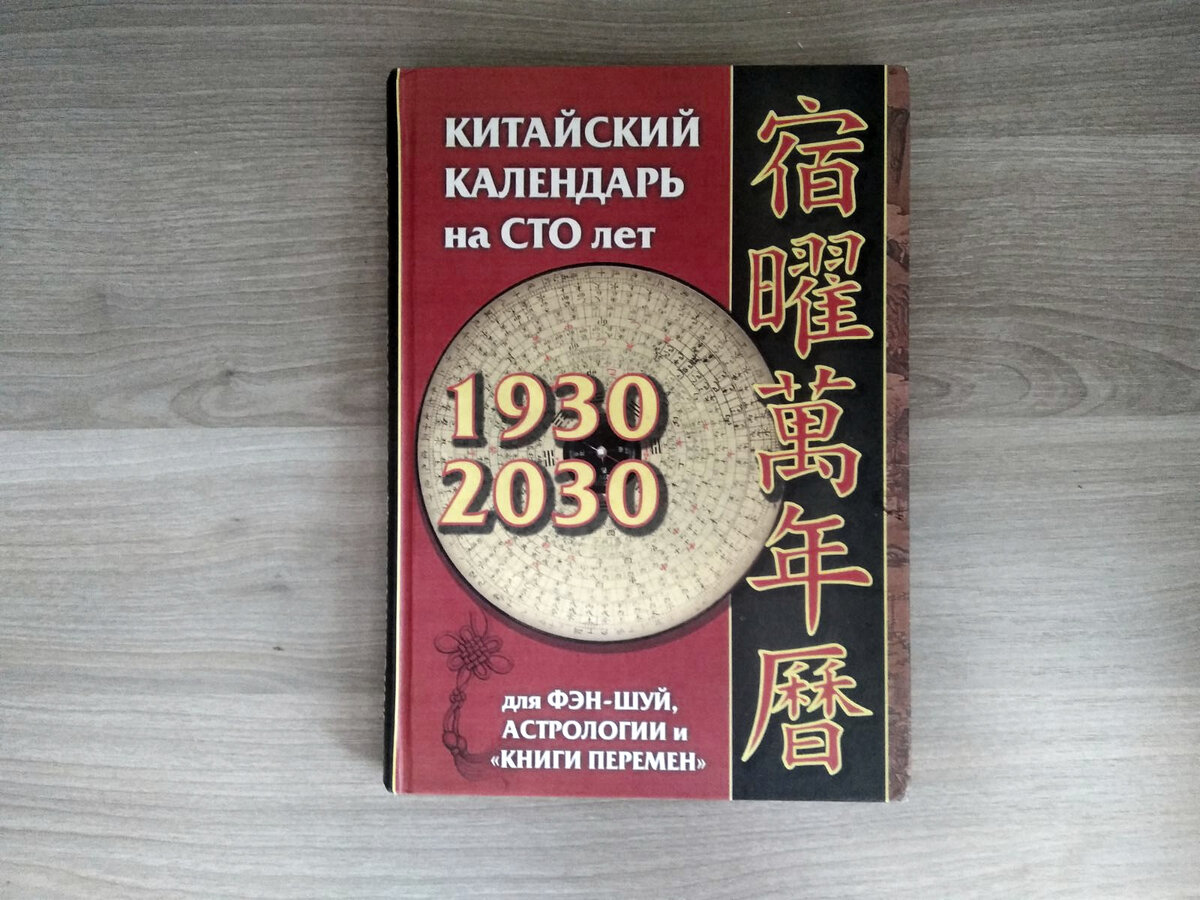 КИТАЙСКИЙ
КАЛЕНДАРЬ
на СТО лет
1930
2030
для ФЭН-ШУЙ,
АСТРОЛОГИИ и
«КНИГИ ПЕРЕМЕН»
宿曜萬年曆